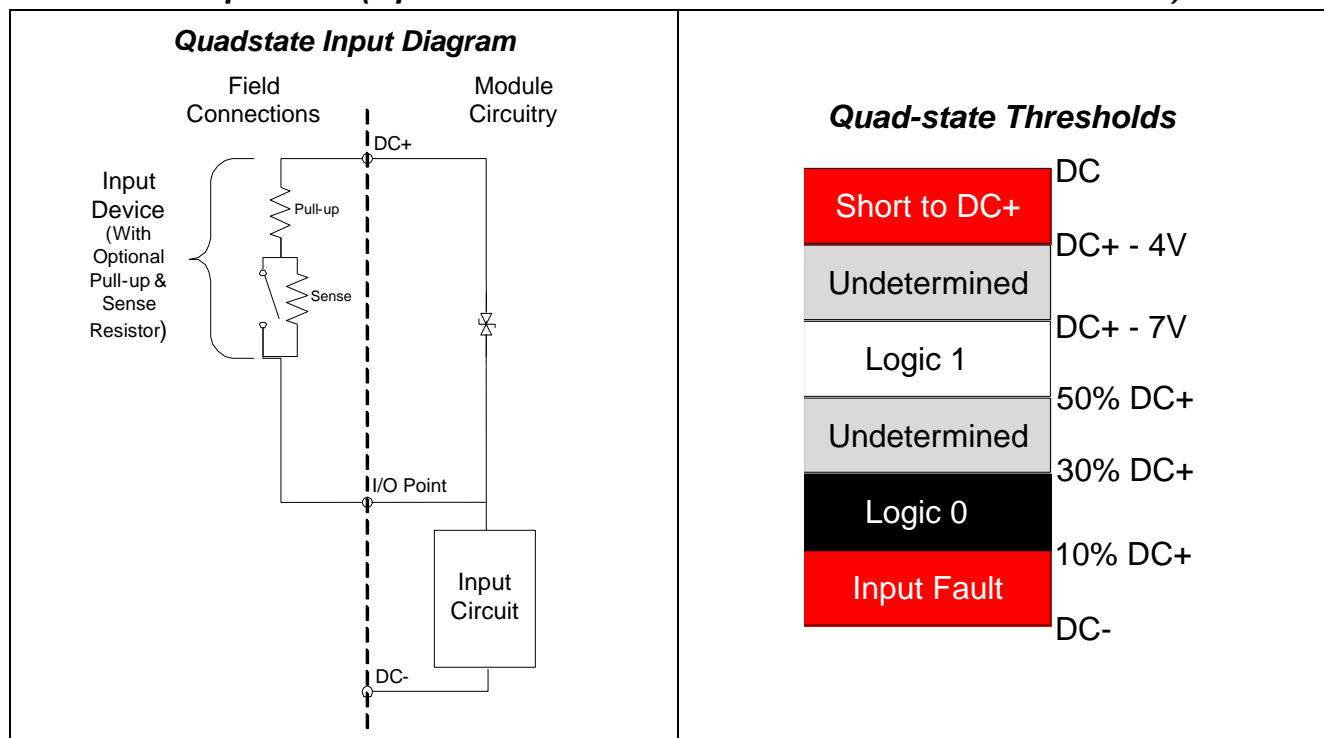 Quadstate Input Diagram
Field
Connections
Module
Circuitry
DC+
Input
Device
(With
Optional
Pull-up &
Sense
Resistor)
Pull-up
Sense
I/O Point
Input
Circuit
DC-
Quad-state Thresholds
DC
Short to DC+
DC+ - 4V
Undetermined
DC+ - 7V
Logic 1
50% DC+
Undetermined
30% DC+
Logic 0
10% DC+
Input Fault
DC-